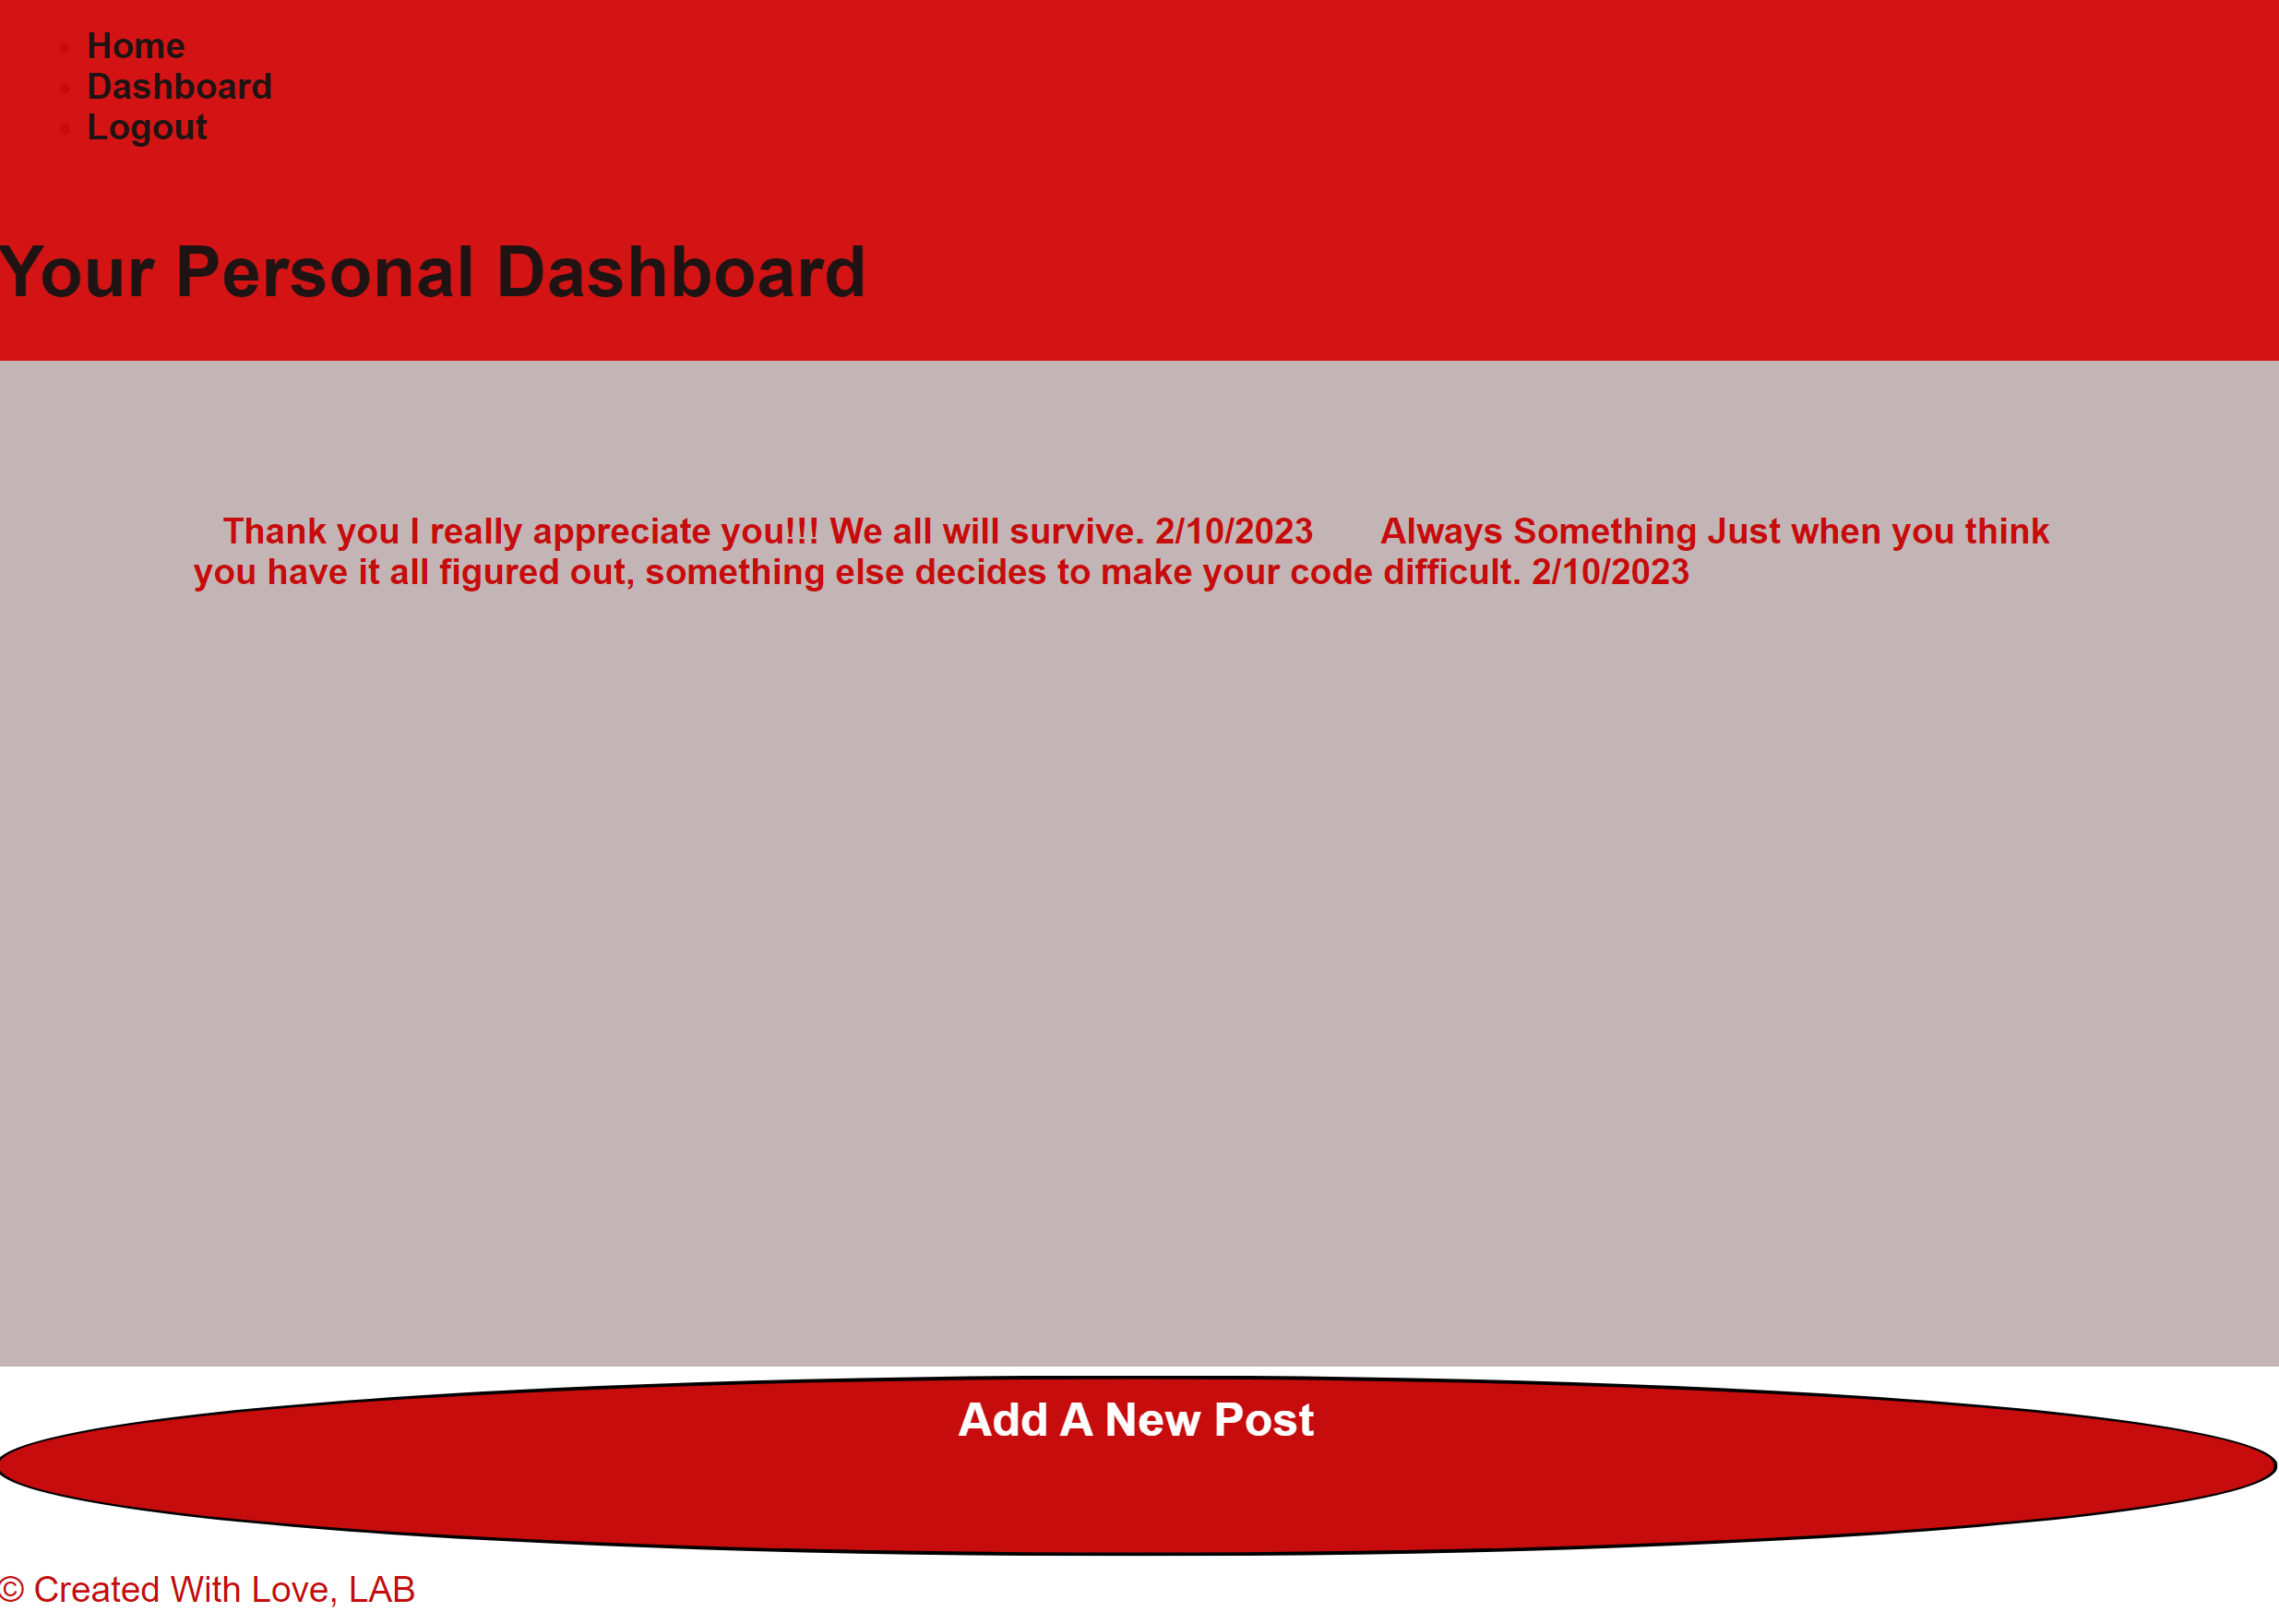 Home
Dashboard
Logout
Your Personal Dashboard
Thank you I really appreciate you!!! We all will survive. 2/10/2023 Always Something Just when you think
you have it all figured out, something else decides to make your code difficult. 2/10/2023
Add A New Post
© Created With Love, LAB